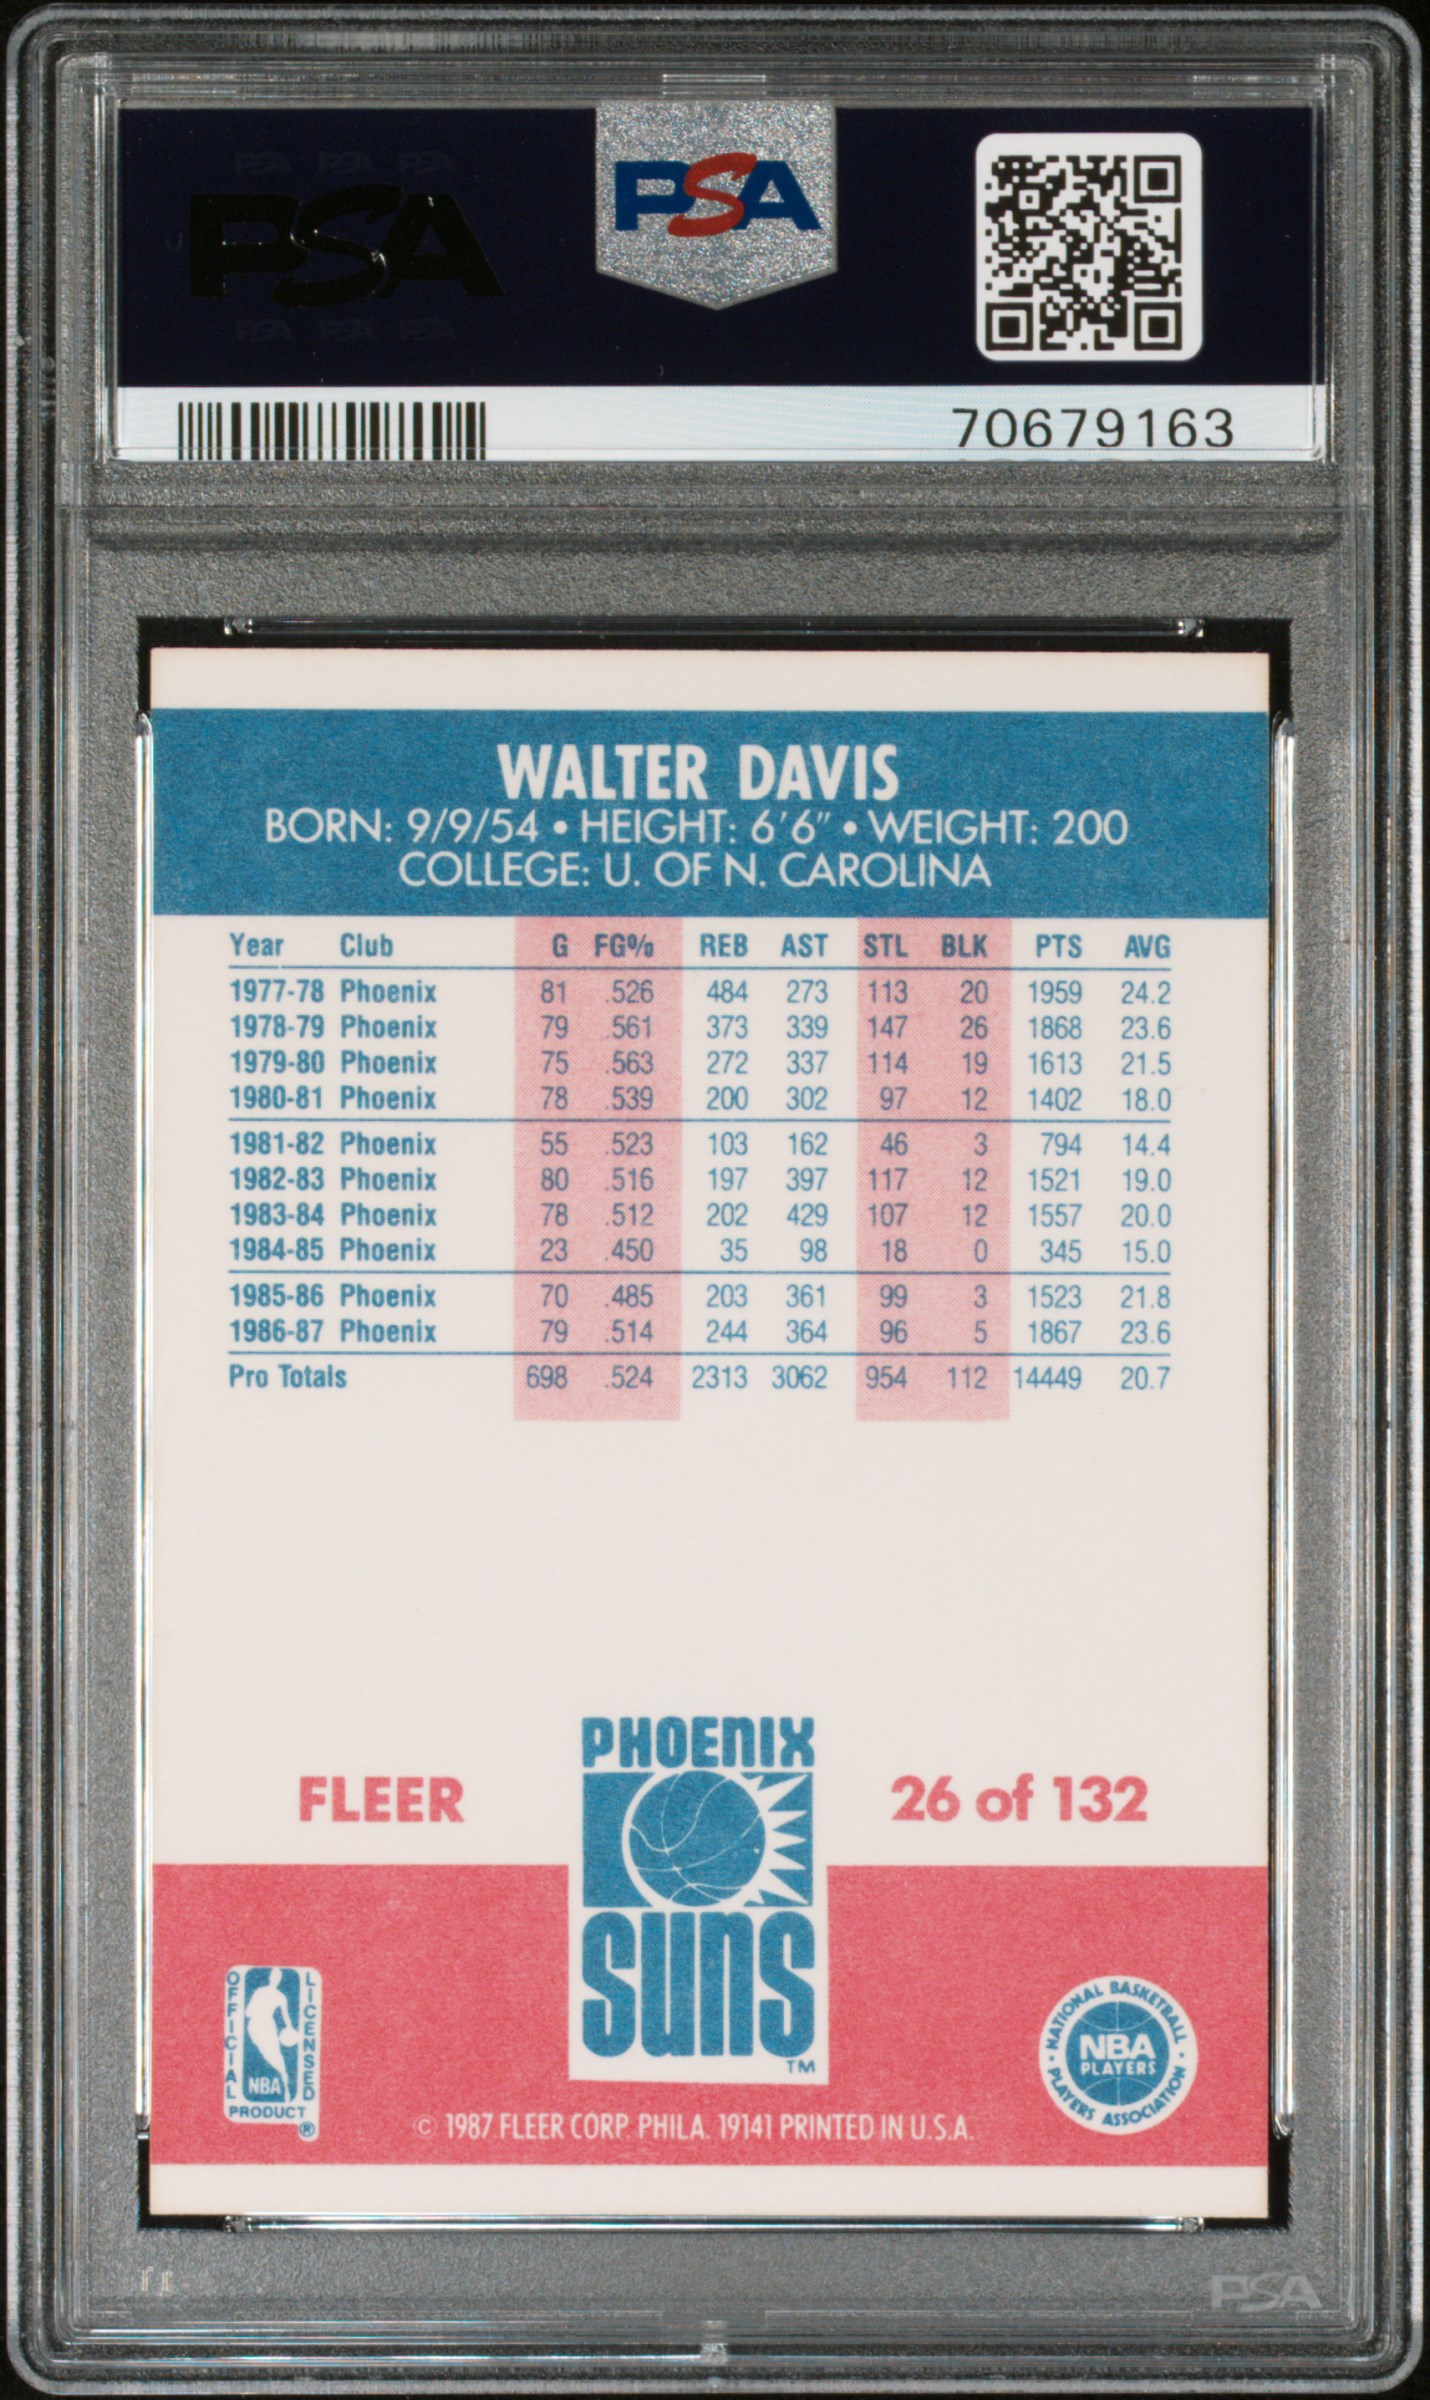 PSA PSA PSA
PSA
PSA PSA PSA
PSA
70679163
WALTER DAVIS
BORN: 9/9/54 • HEIGHT: 6'6" • WEIGHT: 200
COLLEGE: U. OF N. CAROLINA
Year Club G FG% REB AST STL BLK PTS AVG
1977-78 Phoenix 81 .526 484 273 113 20 1959 24.2
1978-79 Phoenix 79 .561 373 339 147 26 1868 23.6
1979-80 Phoenix 75 .563 272 337 114 19 1613 21.5
1980-81 Phoenix 78 .539 200 302 97 12 1402 18.0
1981-82 Phoenix 55 .523 103 162 46 3 794 14.4
1982-83 Phoenix 80 .516 197 397 117 12 1521 19.0
1983-84 Phoenix 78 .512 202 429 107 12 1557 20.0
1984-85 Phoenix 23 .450 35 98 18 0 345 15.0
1985-86 Phoenix 70 .485 203 361 99 3 1523 21.8
1986-87 Phoenix 79 .514 244 364 96 5 1867 23.6
Pro Totals 698 .524 2313 3062 954 112 14449 20.7
FLEER
PHOENIX
SUNS
TM
26 of 132
OFFICIAL
LICENSED
NBA
PRODUCT
®
NATIONAL BASKETBALL
NBA
PLAYERS
PLAYERS ASSOCIATION
© 1987 FLEER CORP. PHILA. 19141 PRINTED IN U.S.A.
PSA